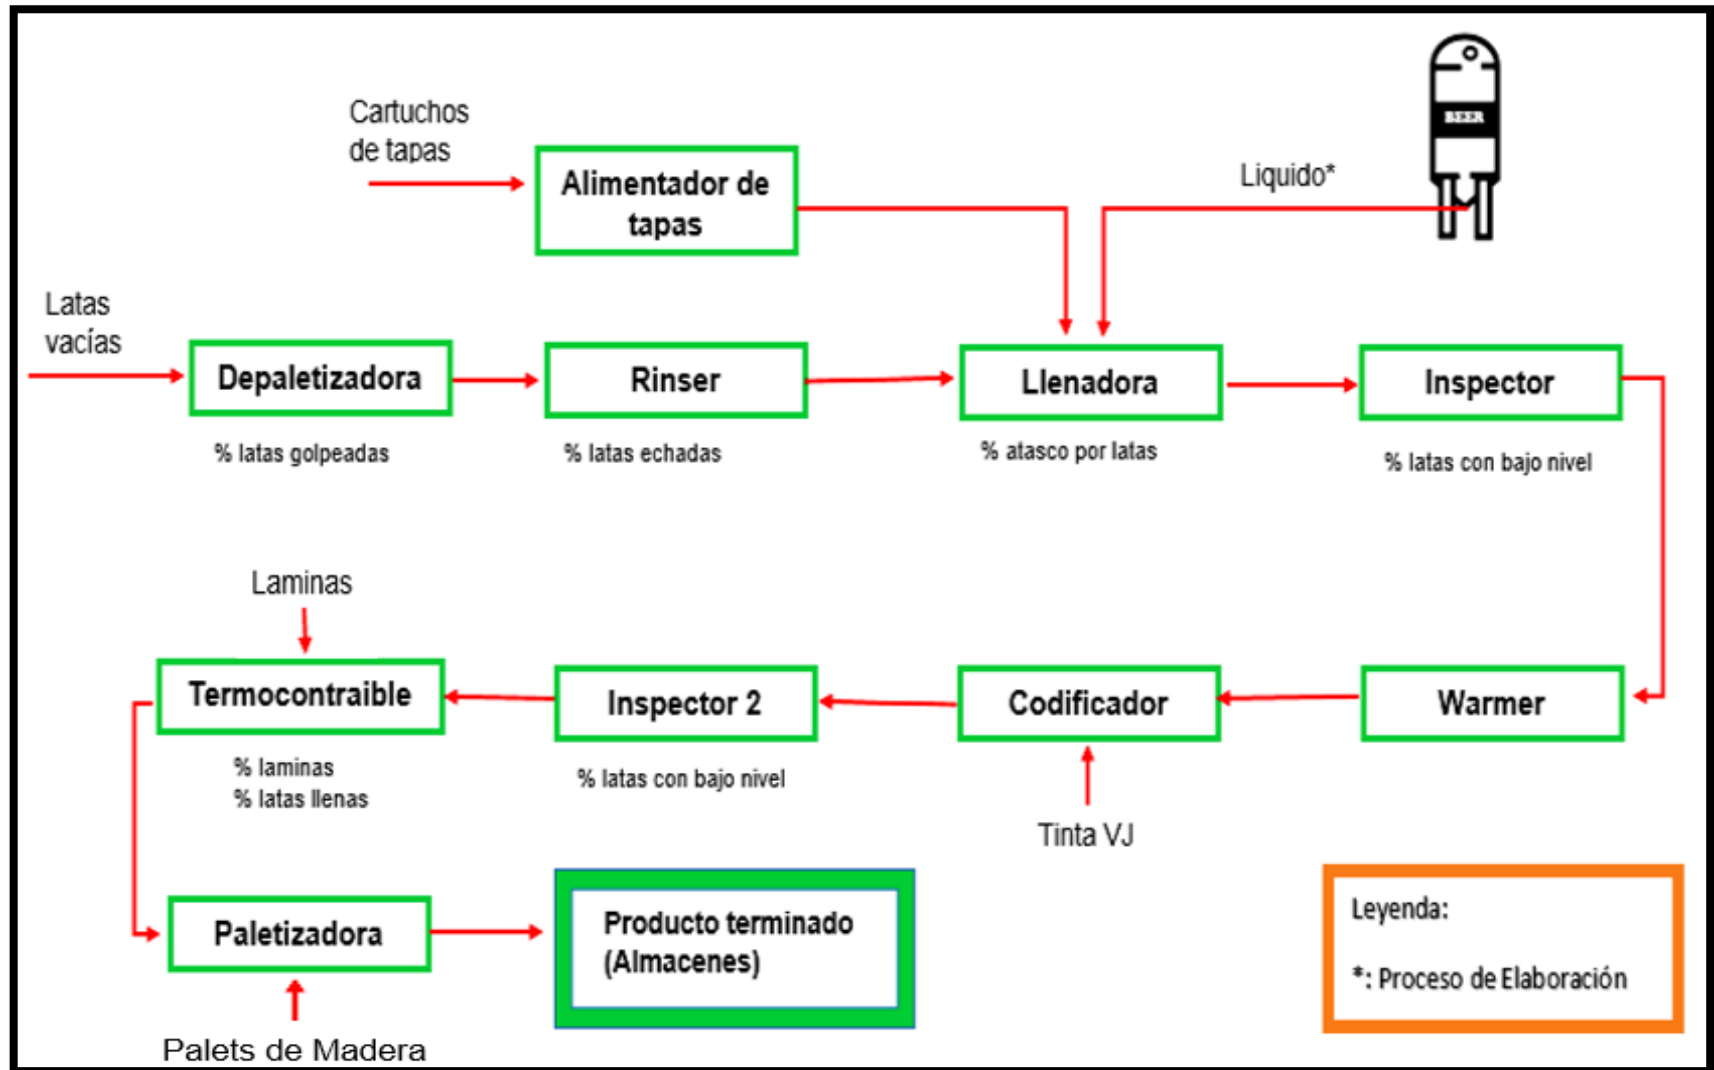 Cartuchos
de tapas
Alimentador de
tapas
Liquido*
BEER
Latas
vacías
Depaletizadora
Rinser
Llenadora
Inspector
% latas golpeadas
% latas echadas
% atasco por latas
% latas con bajo nivel
Laminas
Termocontraible
Inspector 2
Codificador
Warmer
% laminas
% latas llenas
% latas con bajo nivel
Tinta VJ
Paletizadora
Producto terminado
(Almacenes)
Leyenda:
*: Proceso de Elaboración
Palets de Madera